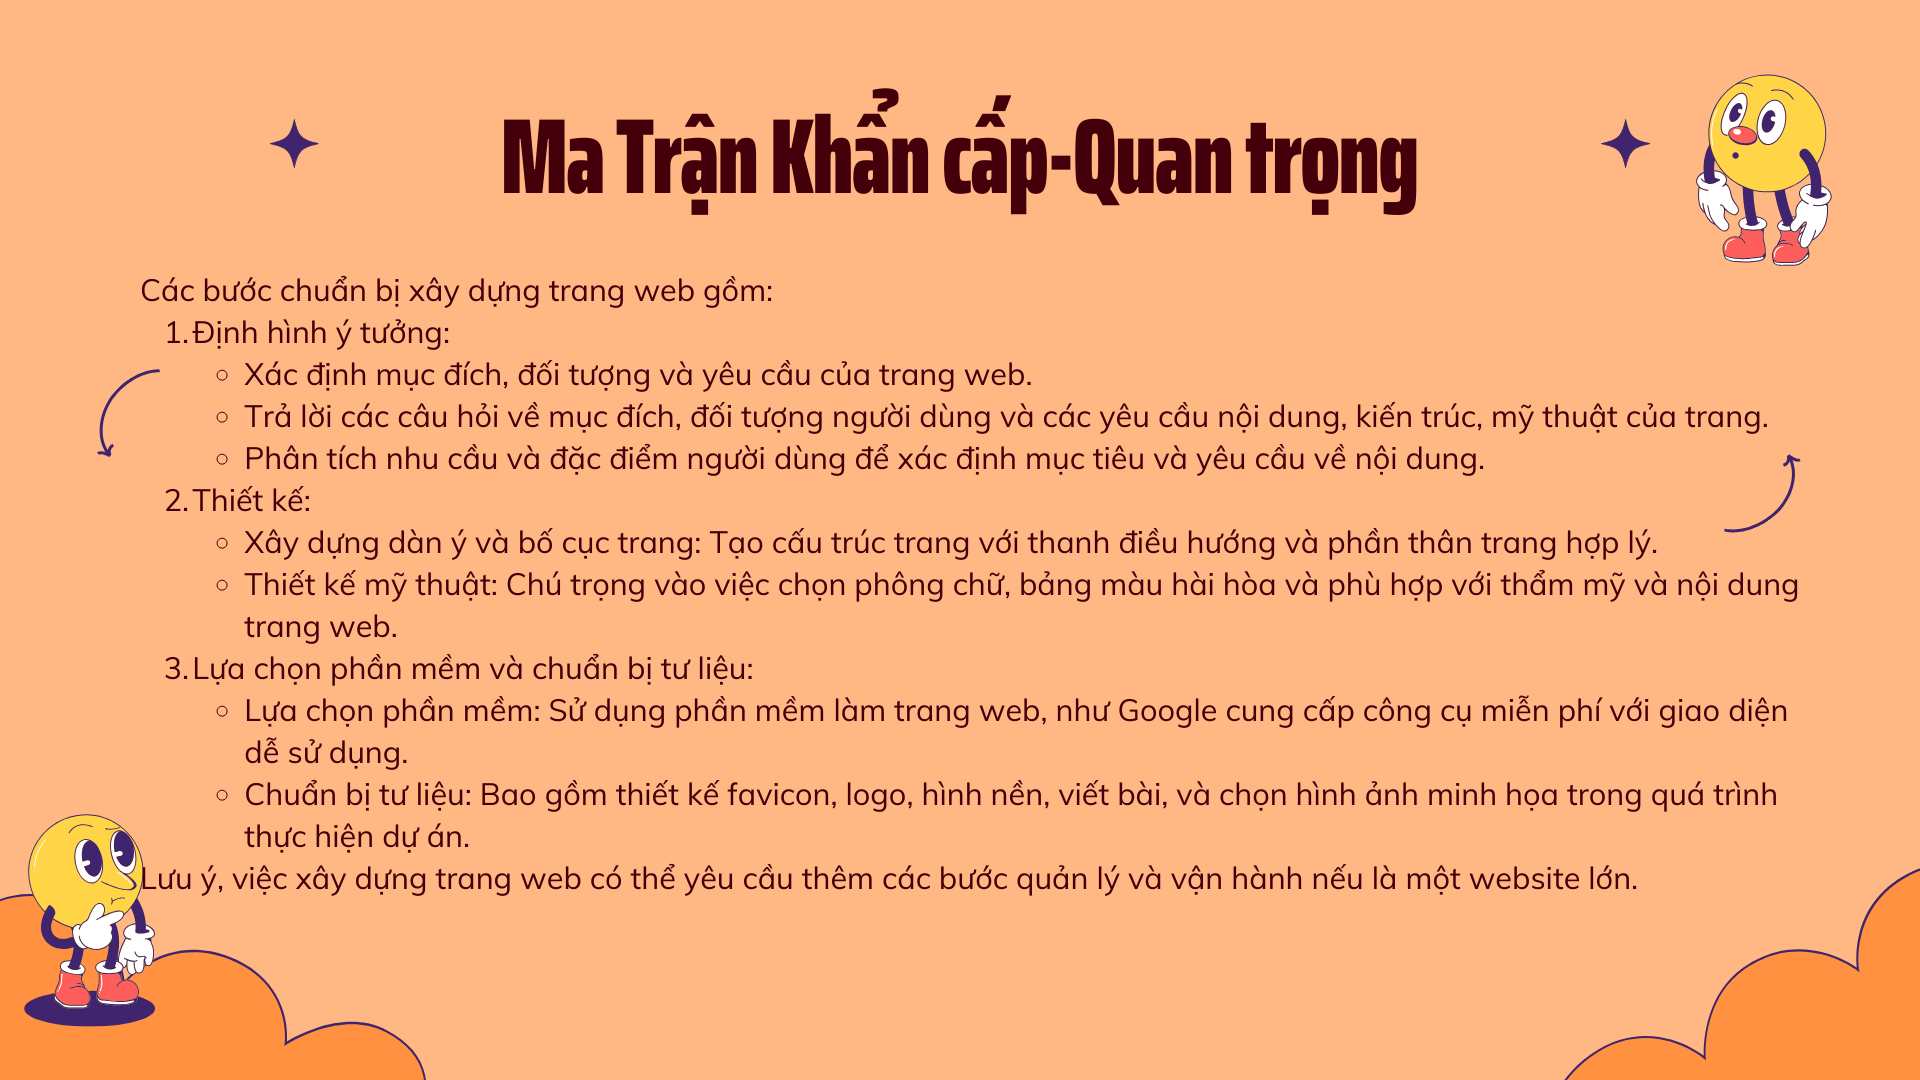 Ma Trận Khẩn cấp-Quan trọng
Các bước chuẩn bị xây dựng trang web gồm:
1. Định hình ý tưởng:
○ Xác định mục đích, đối tượng và yêu cầu của trang web.
○ Trả lời các câu hỏi về mục đích, đối tượng người dùng và các yêu cầu nội dung, kiến trúc, mỹ thuật của trang.
○ Phân tích nhu cầu và đặc điểm người dùng để xác định mục tiêu và yêu cầu về nội dung.
2. Thiết kế:
○ Xây dựng dàn ý và bố cục trang: Tạo cấu trúc trang với thanh điều hướng và phần thân trang hợp lý.
○ Thiết kế mỹ thuật: Chú trọng vào việc chọn phông chữ, bảng màu hài hòa và phù hợp với thẩm mỹ và nội dung
trang web.
3. Lựa chọn phần mềm và chuẩn bị tư liệu:
○ Lựa chọn phần mềm: Sử dụng phần mềm làm trang web, như Google cung cấp công cụ miễn phí với giao diện
dễ sử dụng.
○ Chuẩn bị tư liệu: Bao gồm thiết kế favicon, logo, hình nền, viết bài, và chọn hình ảnh minh họa trong quá trình
thực hiện dự án.
Lưu ý, việc xây dựng trang web có thể yêu cầu thêm các bước quản lý và vận hành nếu là một website lớn.